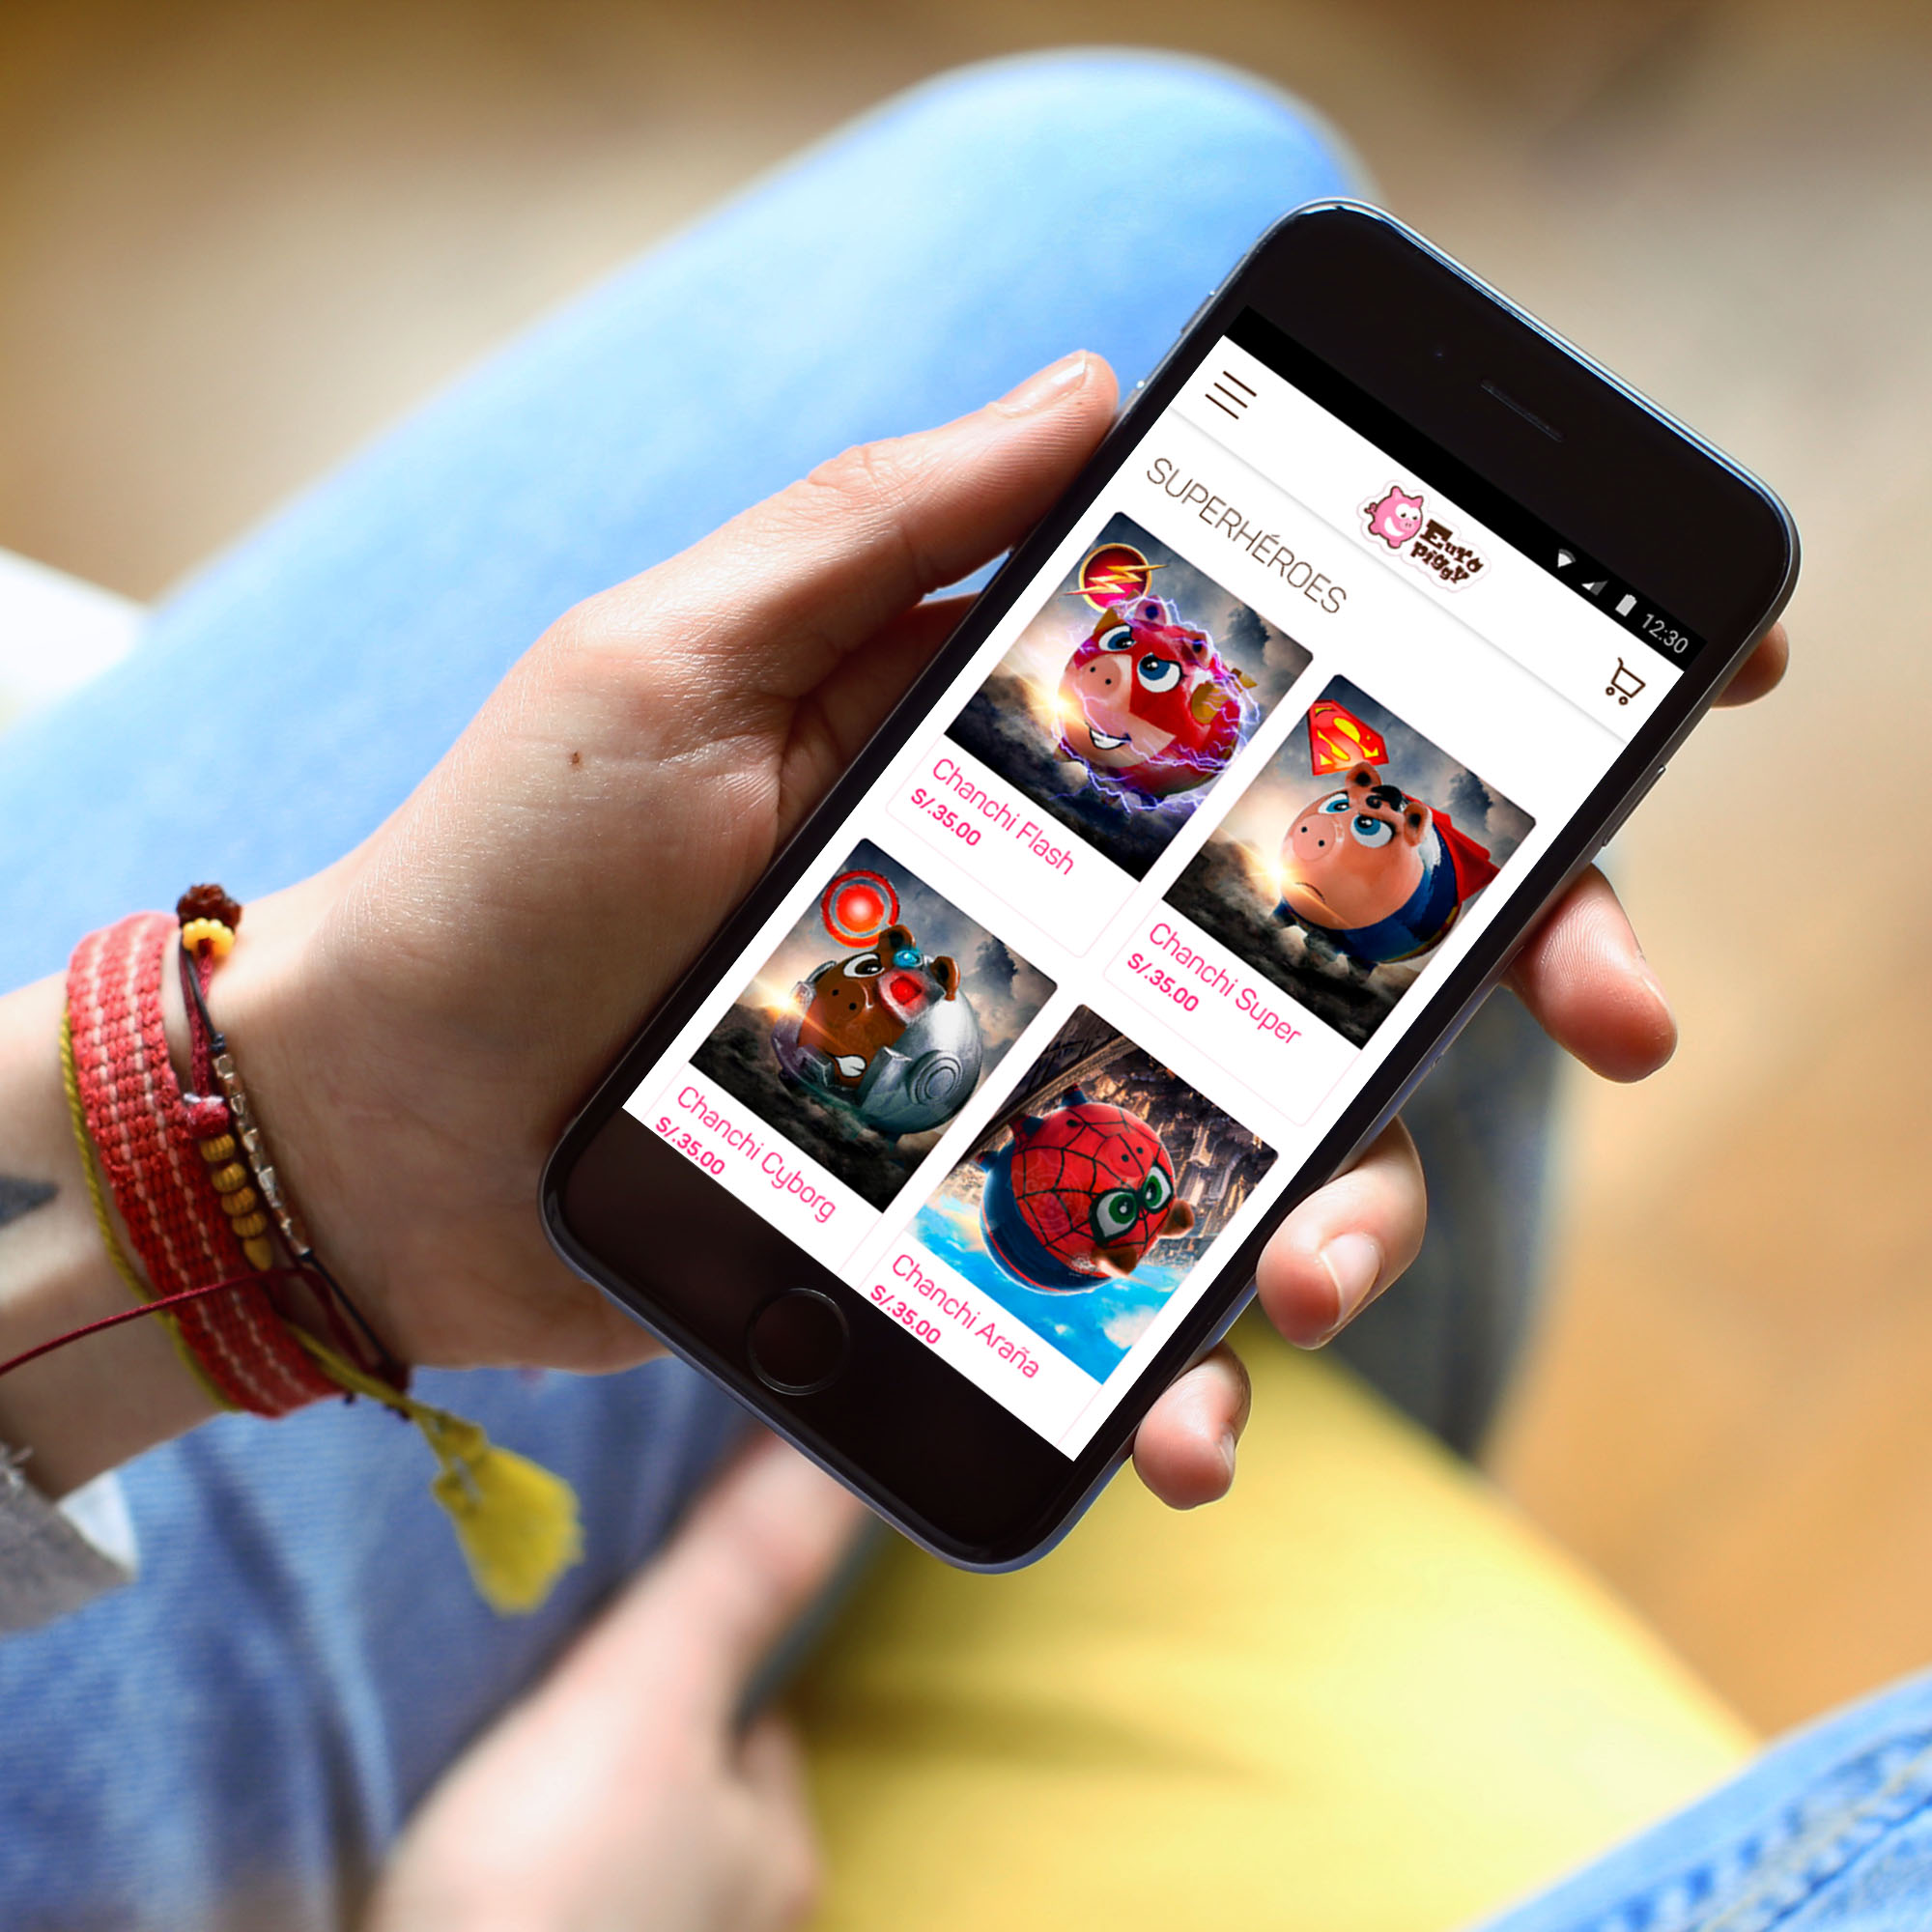 12:30
Euro
Piggy
SUPERHÉROES
Chanchi Flash
S/.35.00
Chanchi Super
S/.35.00
Chanchi Cyborg
S/.35.00
Chanchi Araña
S/.35.00